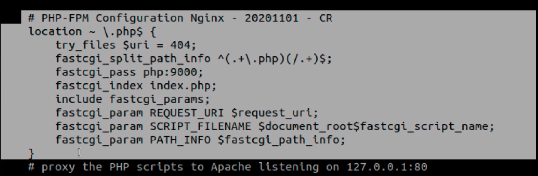 # PHP-FPM Configuration Nginx - 20201101 - CR
location ~ \.php$ {
try_files $uri = 404;
fastcgi_split_path_info ^(.+\.php)(/.+)$;
fastcgi_pass php:9000;
fastcgi_index index.php;
include fastcgi_params;
fastcgi_param REQUEST_URI $request_uri;
fastcgi_param SCRIPT_FILENAME $document_root$fastcgi_script_name;
fastcgi_param PATH_INFO $fastcgi_path_info;
}
# proxy the PHP scripts to Apache listening on 127.0.0.1:80